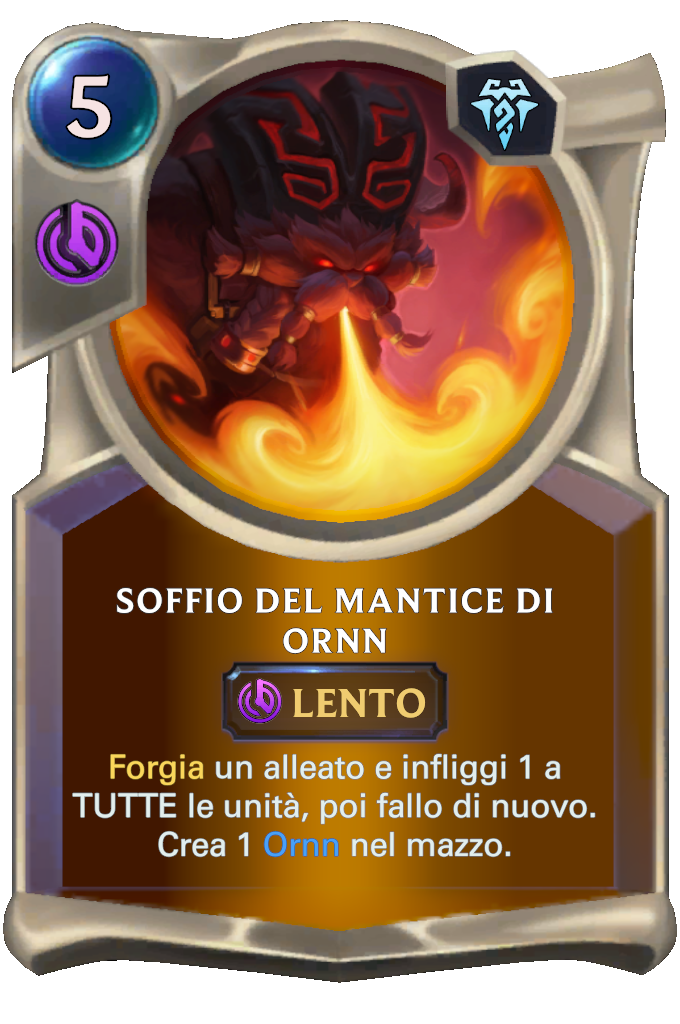 5
SOFFIO DEL MANTICE DI
ORNN
LENTO
Forgia un alleato e infliggi 1 a
TUTTE le unità, poi fallo di nuovo.
Crea 1 Ornn nel mazzo.